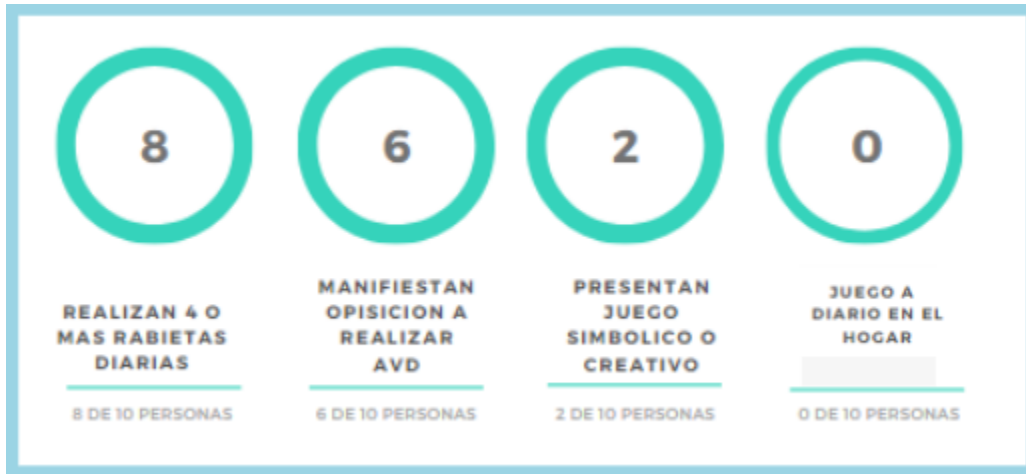 8
REALIZAN 4 O
MAS RABIETAS
DIARIAS
8 DE 10 PERSONAS
6
MANIFIESTAN
OPISICION A
REALIZAR
AVD
6 DE 10 PERSONAS
2
PRESENTAN
JUEGO
SIMBOLICO O
CREATIVO
2 DE 10 PERSONAS
0
JUEGO A
DIARIO EN EL
HOGAR
0 DE 10 PERSONAS